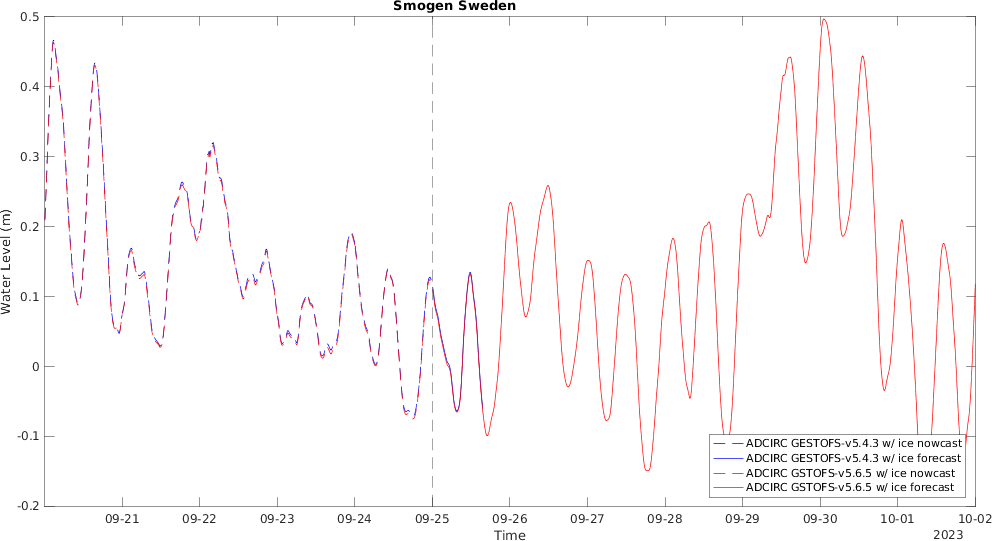 Smogen Sweden
0.5
0.4
0.3
0.2
0.1
0
-0.1
-0.2
Water Level (m)
ADCIRC GESTOFS-v5.4.3 w/ ice nowcast
ADCIRC GESTOFS-v5.4.3 w/ ice forecast
ADCIRC GSTOFS-v5.6.5 w/ ice nowcast
ADCIRC GSTOFS-v5.6.5 w/ ice forecast
09-21 09-22 09-23 09-24 09-25 09-26 09-27 09-28 09-29 09-30 10-01 10-02
Time 2023